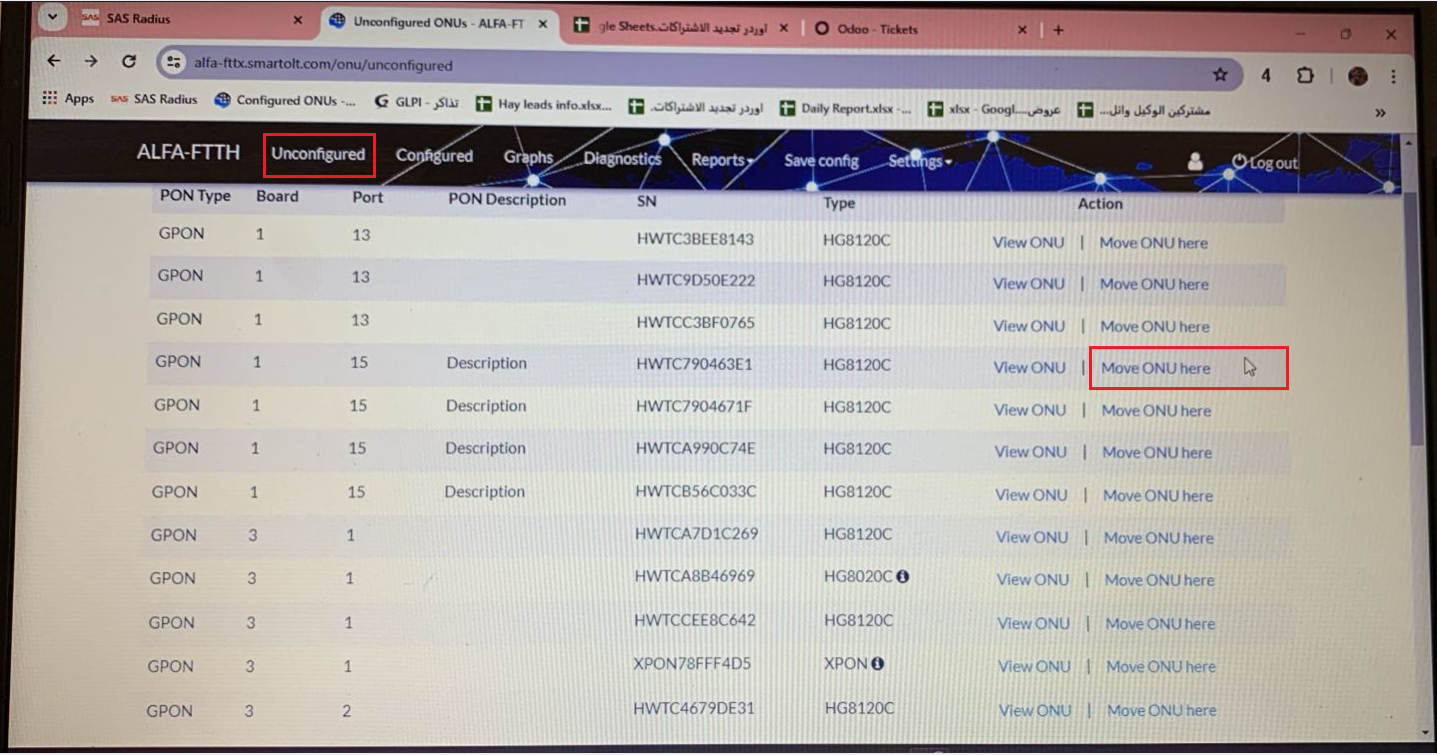 SAS SAS Radius Unconfigured ONUs - ALFA-FT gle Sheets.اوردر تجديد الاشتراكات Odoo - Tickets
alfa-fttx.smartolt.com/onu/unconfigured 4
Apps SAS SAS Radius Configured ONUs -... GLPI - تذاكر Hay leads info.xlsx... اوردر تجديد الاشتراكات. Daily Report.xlsx -... xlsx - Googl....عروض مشتركين الوكيل وائل... »
ALFA-FTTH Unconfigured Configured Graphs Diagnostics Reports Save config Settings Log out
PON Type Board Port PON Description SN Type Action
GPON 1 13 HWTC3BEE8143 HG8120C View ONU | Move ONU here
GPON 1 13 HWTC9D50E222 HG8120C View ONU | Move ONU here
GPON 1 13 HWTCC3BF0765 HG8120C View ONU | Move ONU here
GPON 1 15 Description HWTC790463E1 HG8120C View ONU | Move ONU here
GPON 1 15 Description HWTC7904671F HG8120C View ONU | Move ONU here
GPON 1 15 Description HWTCA990C74E HG8120C View ONU | Move ONU here
GPON 1 15 Description HWTCB56C033C HG8120C View ONU | Move ONU here
GPON 3 1 HWTCA7D1C269 HG8120C View ONU | Move ONU here
GPON 3 1 HWTCA8B46969 HG8020C View ONU | Move ONU here
GPON 3 1 HWTCCEE8C642 HG8120C View ONU | Move ONU here
GPON 3 1 XPON78FFF4D5 XPON View ONU | Move ONU here
GPON 3 2 HWTC4679DE31 HG8120C View ONU | Move ONU here